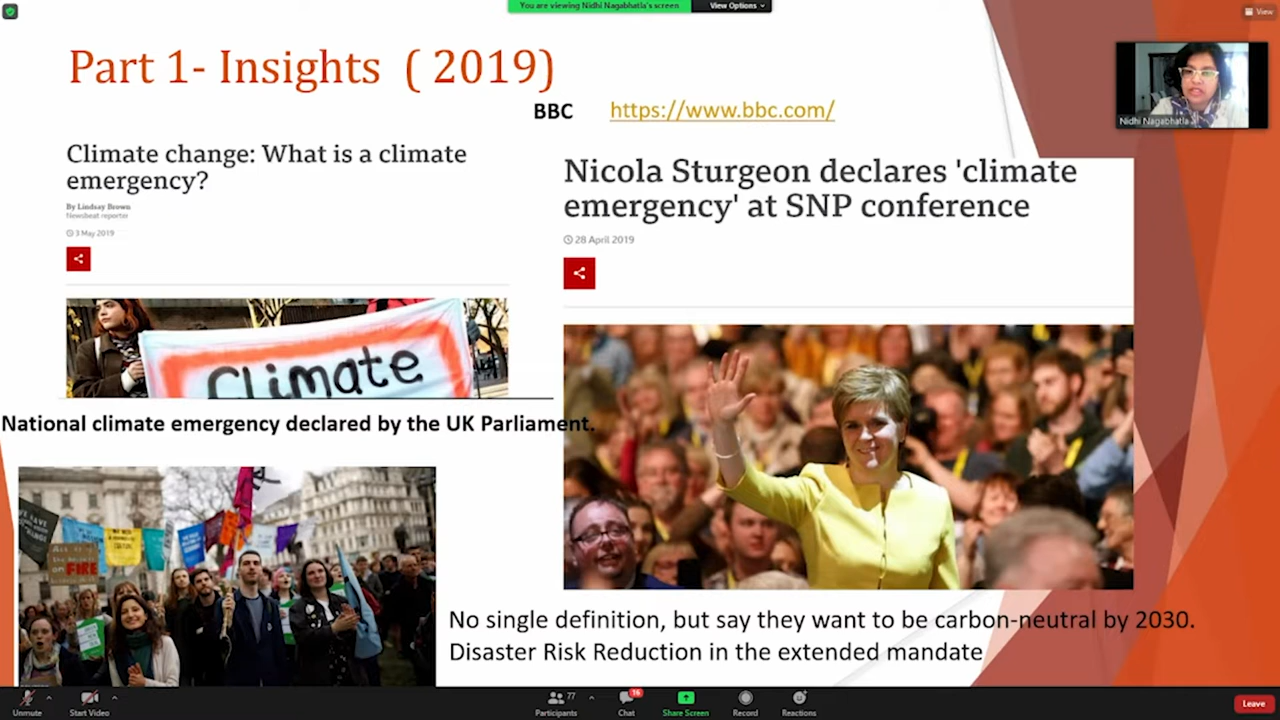 You are viewing Nidhi Nagabhatla's screen
View Options
View
Part 1- Insights ( 2019)
BBC https://www.bbc.com/
Nidhi Nagabhatla
Climate change: What is a climate
emergency?
By Lindsay Brown
Newsbeat reporter
3 May 2019
Nicola Sturgeon declares 'climate
emergency' at SNP conference
28 April 2019
Climate
National climate emergency declared by the UK Parliament.
ON FIRE
No single definition, but say they want to be carbon-neutral by 2030.
Disaster Risk Reduction in the extended mandate
Unmute
Start Video
Participants
77
Chat
16
Share Screen
Record
Reactions
Leave